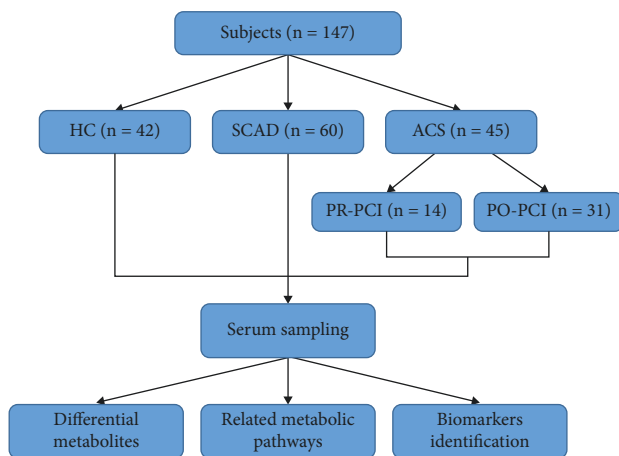 Subjects (n = 147)
HC (n = 42)
SCAD (n = 60)
ACS (n = 45)
PR-PCI (n = 14)
PO-PCI (n = 31)
Serum sampling
Differential
metabolites
Related metabolic
pathways
Biomarkers
identification